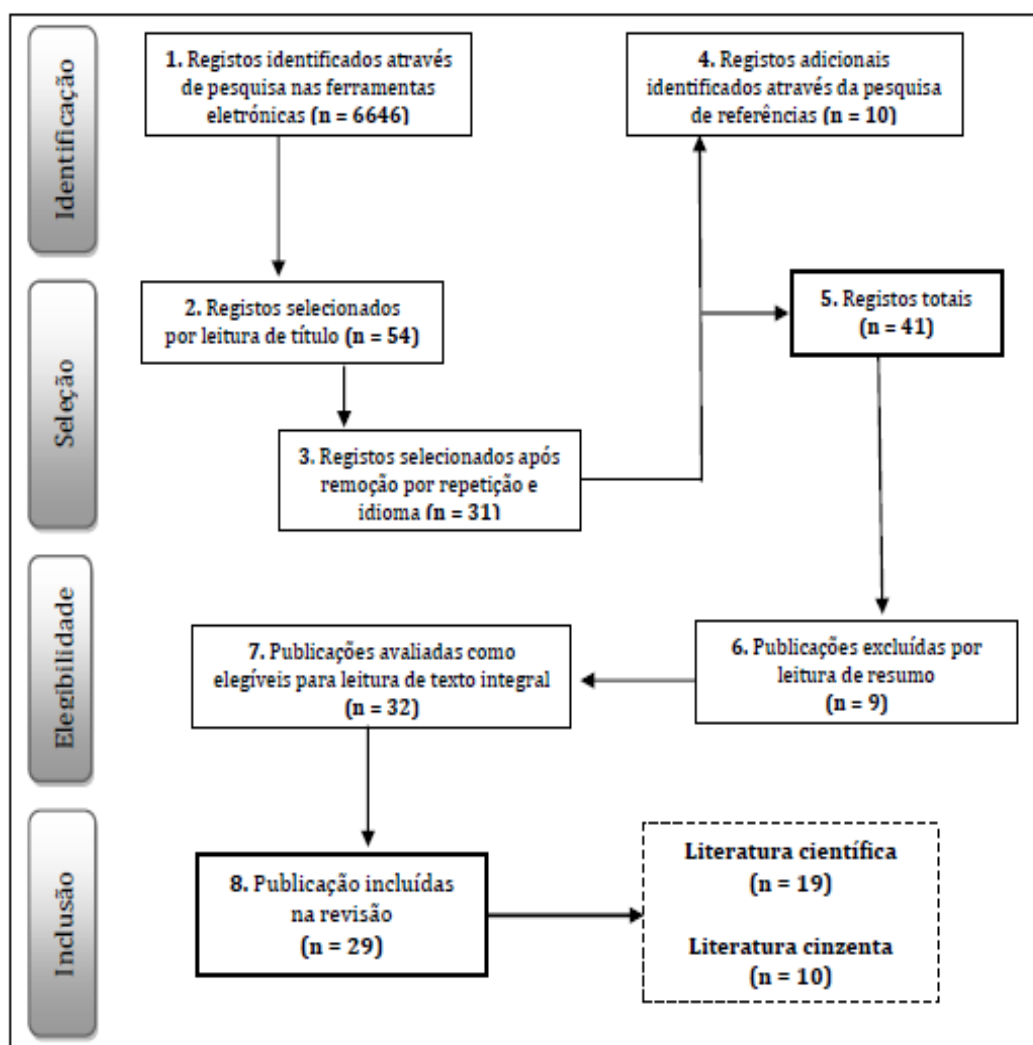 Identificação
1. Registos identificados através
de pesquisa nas ferramentas
eletrónicas (n = 6646)
4. Registos adicionais
identificados através da pesquisa
de referências (n = 10)
Seleção
2. Registos selecionados
por leitura de título (n = 54)
3. Registos selecionados após
remoção por repetição e
idioma (n = 31)
5. Registos totais
(n = 41)
Elegibilidade
6. Publicações excluídas por
leitura de resumo
(n = 9)
7. Publicações avaliadas como
elegíveis para leitura de texto integral
(n = 32)
Inclusão
8. Publicação incluídas
na revisão
(n = 29)
Literatura científica
(n = 19)
Literatura cinzenta
(n = 10)